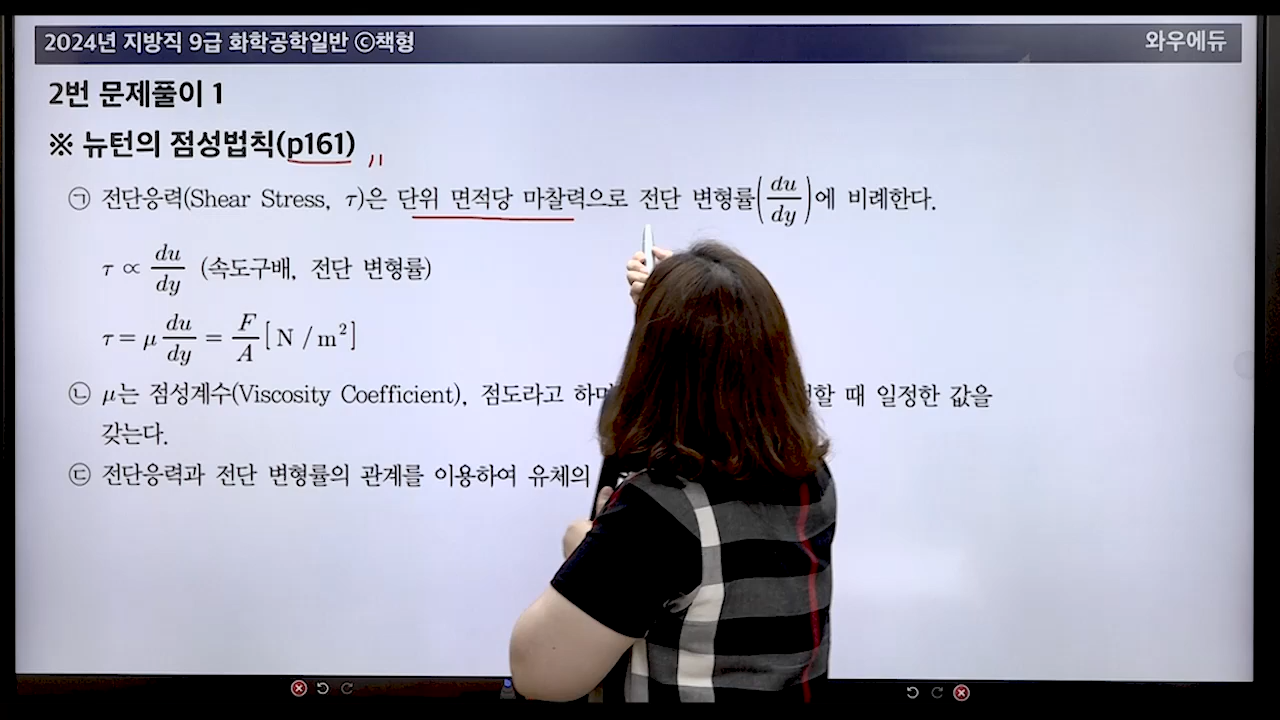 2024년 지방직 9급 화학공학일반 ⓒ책형 와우에듀
2번 문제풀이 1
※ 뉴턴의 점성법칙(p161)
㉠ 전단응력(Shear Stress, τ)은 단위 면적당 마찰력으로 전단 변형률(du/dy)에 비례한다.
τ ∝ du/dy (속도구배, 전단 변형률)
τ = μ du/dy = F/A [N/m²]
㉡ μ는 점성계수(Viscosity Coefficient), 점도라고 할 때 일정한 값을
갖는다.
㉢ 전단응력과 전단 변형률의 관계를 이용하여 유체의